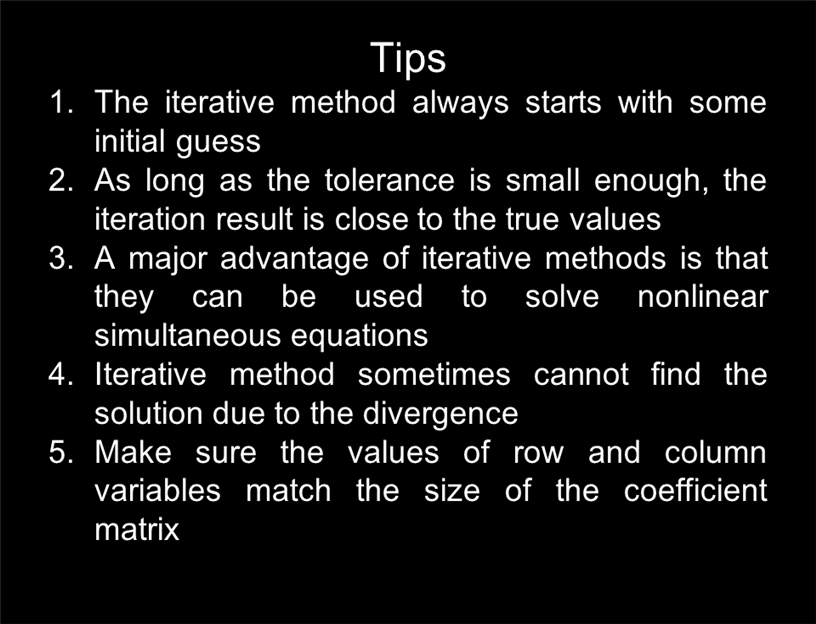 Tips
1. The iterative method always starts with some
initial guess
2. As long as the tolerance is small enough, the
iteration result is close to the true values
3. A major advantage of iterative methods is that
they can be used to solve nonlinear
simultaneous equations
4. Iterative method sometimes cannot find the
solution due to the divergence
5. Make sure the values of row and column
variables match the size of the coefficient
matrix